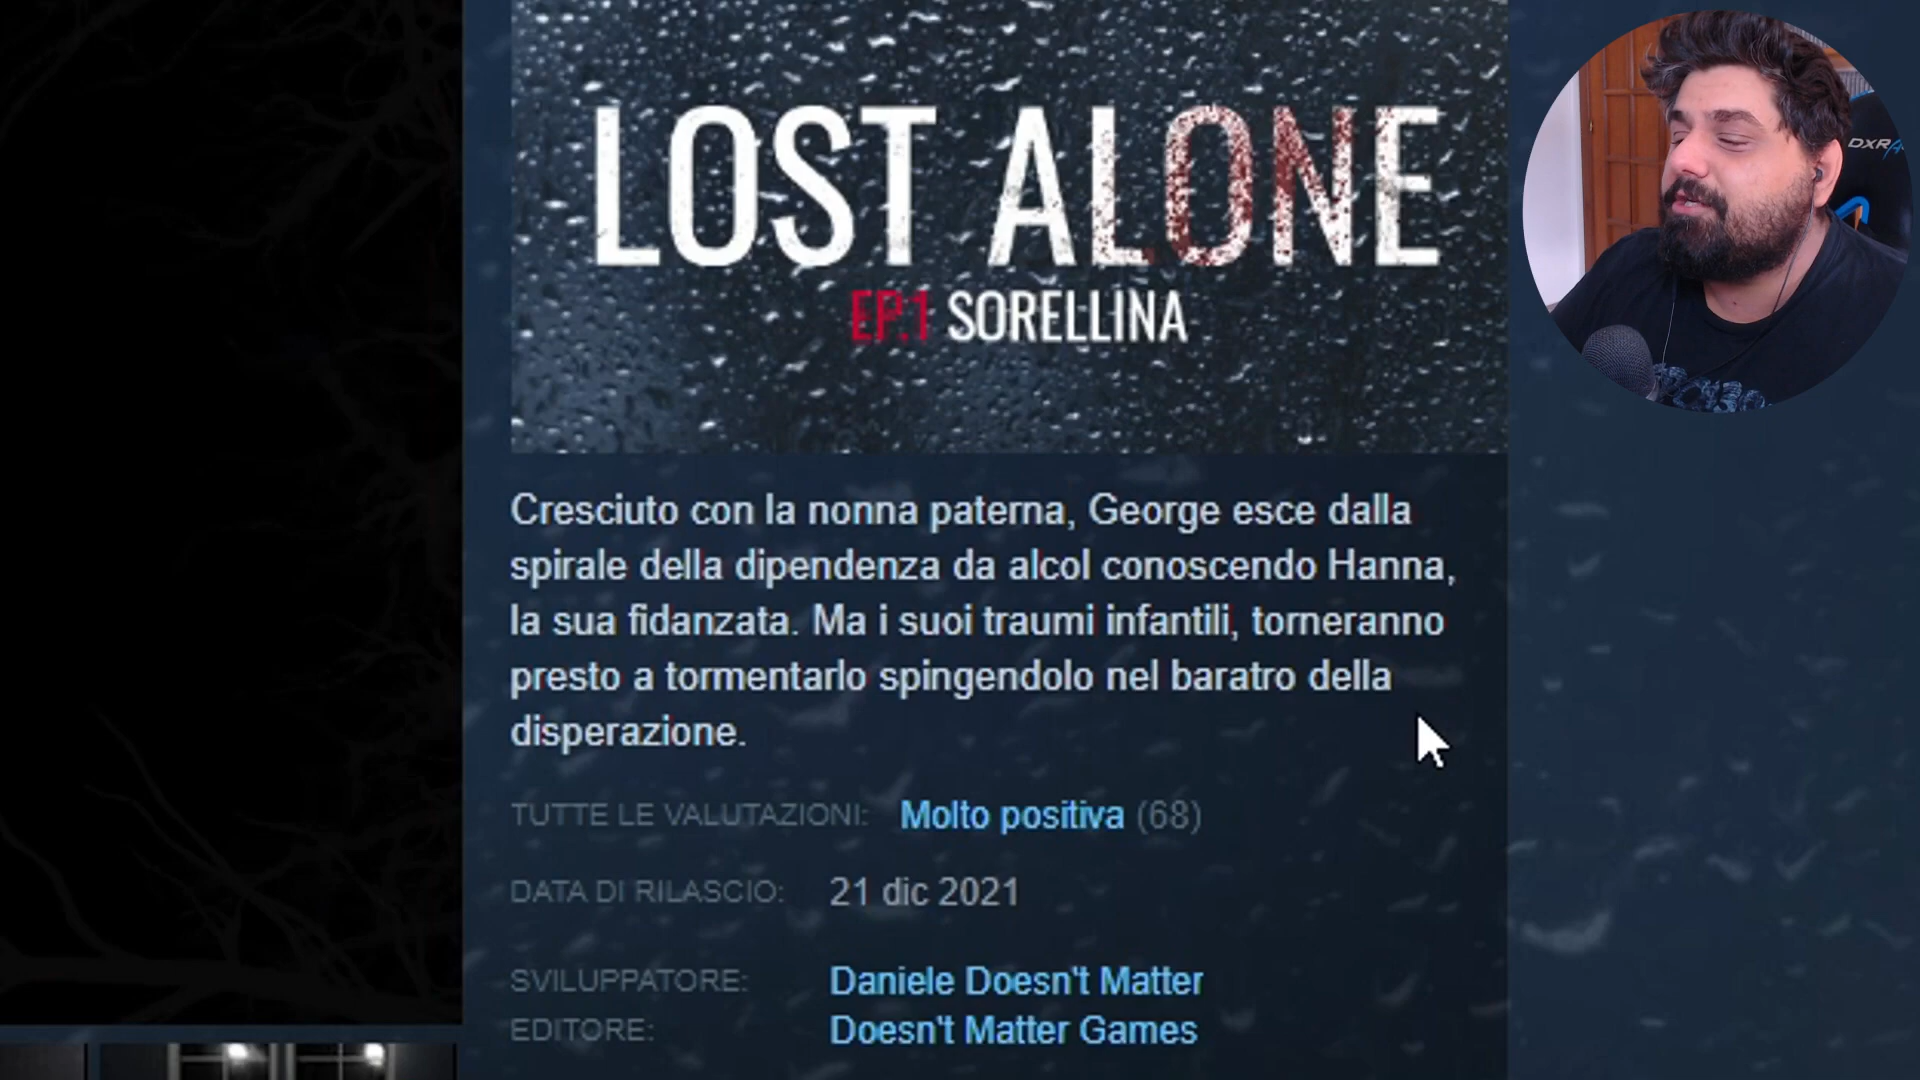 LOST ALONE
EP.1 SORELLINA
Cresciuto con la nonna paterna, George esce dalla
spirale della dipendenza da alcol conoscendo Hanna,
la sua fidanzata. Ma i suoi traumi infantili, torneranno
presto a tormentarlo spingendolo nel baratro della
disperazione.
TUTTE LE VALUTAZIONI: Molto positiva (68)
DATA DI RILASCIO: 21 dic 2021
SVILUPPATORE: Daniele Doesn't Matter
EDITORE: Doesn't Matter Games